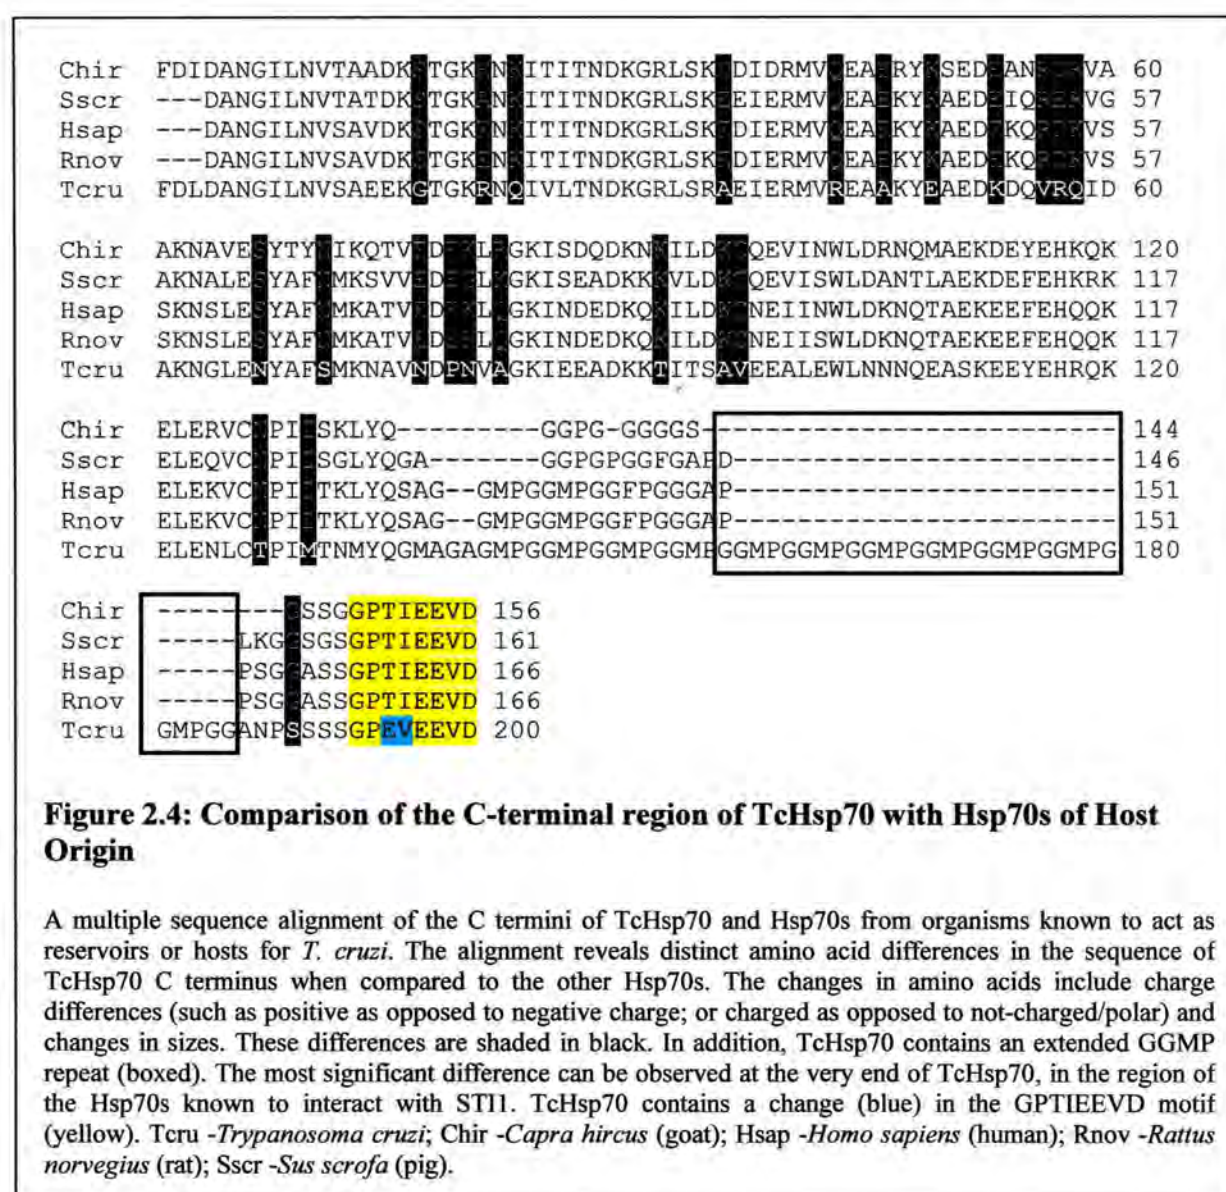 Chir FDIDANGILNVTAADK TGK N ITITNDKGRLSK DIDRMV EA RY SED AN VA 60
Sscr ---DANGILNVTATDK TGK N ITITNDKGRLSK EIERMV EA KY AED IQ VG 57
Hsap ---DANGILNVSAVDK TGK N ITITNDKGRLSK DIERMV EA KY AED KQ VS 57
Rnov ---DANGILNVSAVDK TGK N ITITNDKGRLSK DIERMV EA KY AED KQ VS 57
Tcru FDLDANGILNVSAEEKGTGKRNQIVLTNDKGRLSRAEIERMVREAAKYEAEDKDQVRQID 60
Chir AKNAVE YTY IKQTV D L GKISDQDKN ILD QEVINWLDRNQMAEKDEYEHKQK 120
Sscr AKNALE YAF MKSVV D L GKISEADKK VLD QEVISWLDANTLAEKDEFEHKRK 117
Hsap SKNSLE YAF MKATV D L GKINDEDKQ ILD NEIINWLDKNQTAEKEEFEHQQK 117
Rnov SKNSLE YAF MKATV D L GKINDEDKQ ILD NEIISWLDKNQTAEKEEFEHQQK 117
Tcru AKNGLENYAFSMKNAVNDPNVAGKIEEADKKTITSAVEEALEWLNNNQEASKEEYEHRQK 120
Chir ELERVC PI SKLYQ---------GGPG-GGGGS-------------------------- 144
Sscr ELEQVC PI SGLYQGA-------GGPGPGGFGAPD------------------------ 146
Hsap ELEKVC PI TKLYQSAG--GMPGGMPGGFPGGGAP------------------------ 151
Rnov ELEKVC PI TKLYQSAG--GMPGGMPGGFPGGGAP------------------------ 151
Tcru ELENLCTPIMTNMYQGMAGAGMPGGMPGGMPGGMPGGMPGGMPGGMPGGMPGGMPGGMPG 180
Chir -------- SSGGPTIEEVD 156
Sscr -----LKG SGSGPTIEEVD 161
Hsap -----PSG ASSGPTIEEVD 166
Rnov -----PSG ASSGPTIEEVD 166
Tcru GMPGGANPSSSSGPEVEEVD 200
Figure 2.4: Comparison of the C-terminal region of TcHsp70 with Hsp70s of Host
Origin
A multiple sequence alignment of the C termini of TcHsp70 and Hsp70s from organisms known to act as
reservoirs or hosts for T. cruzi. The alignment reveals distinct amino acid differences in the sequence of
TcHsp70 C terminus when compared to the other Hsp70s. The changes in amino acids include charge
differences (such as positive as opposed to negative charge; or charged as opposed to not-charged/polar) and
changes in sizes. These differences are shaded in black. In addition, TcHsp70 contains an extended GGMP
repeat (boxed). The most significant difference can be observed at the very end of TcHsp70, in the region of
the Hsp70s known to interact with STI1. TcHsp70 contains a change (blue) in the GPTIEEVD motif
(yellow). Tcru -Trypanosoma cruzi; Chir -Capra hircus (goat); Hsap -Homo sapiens (human); Rnov -Rattus
norvegius (rat); Sscr -Sus scrofa (pig).